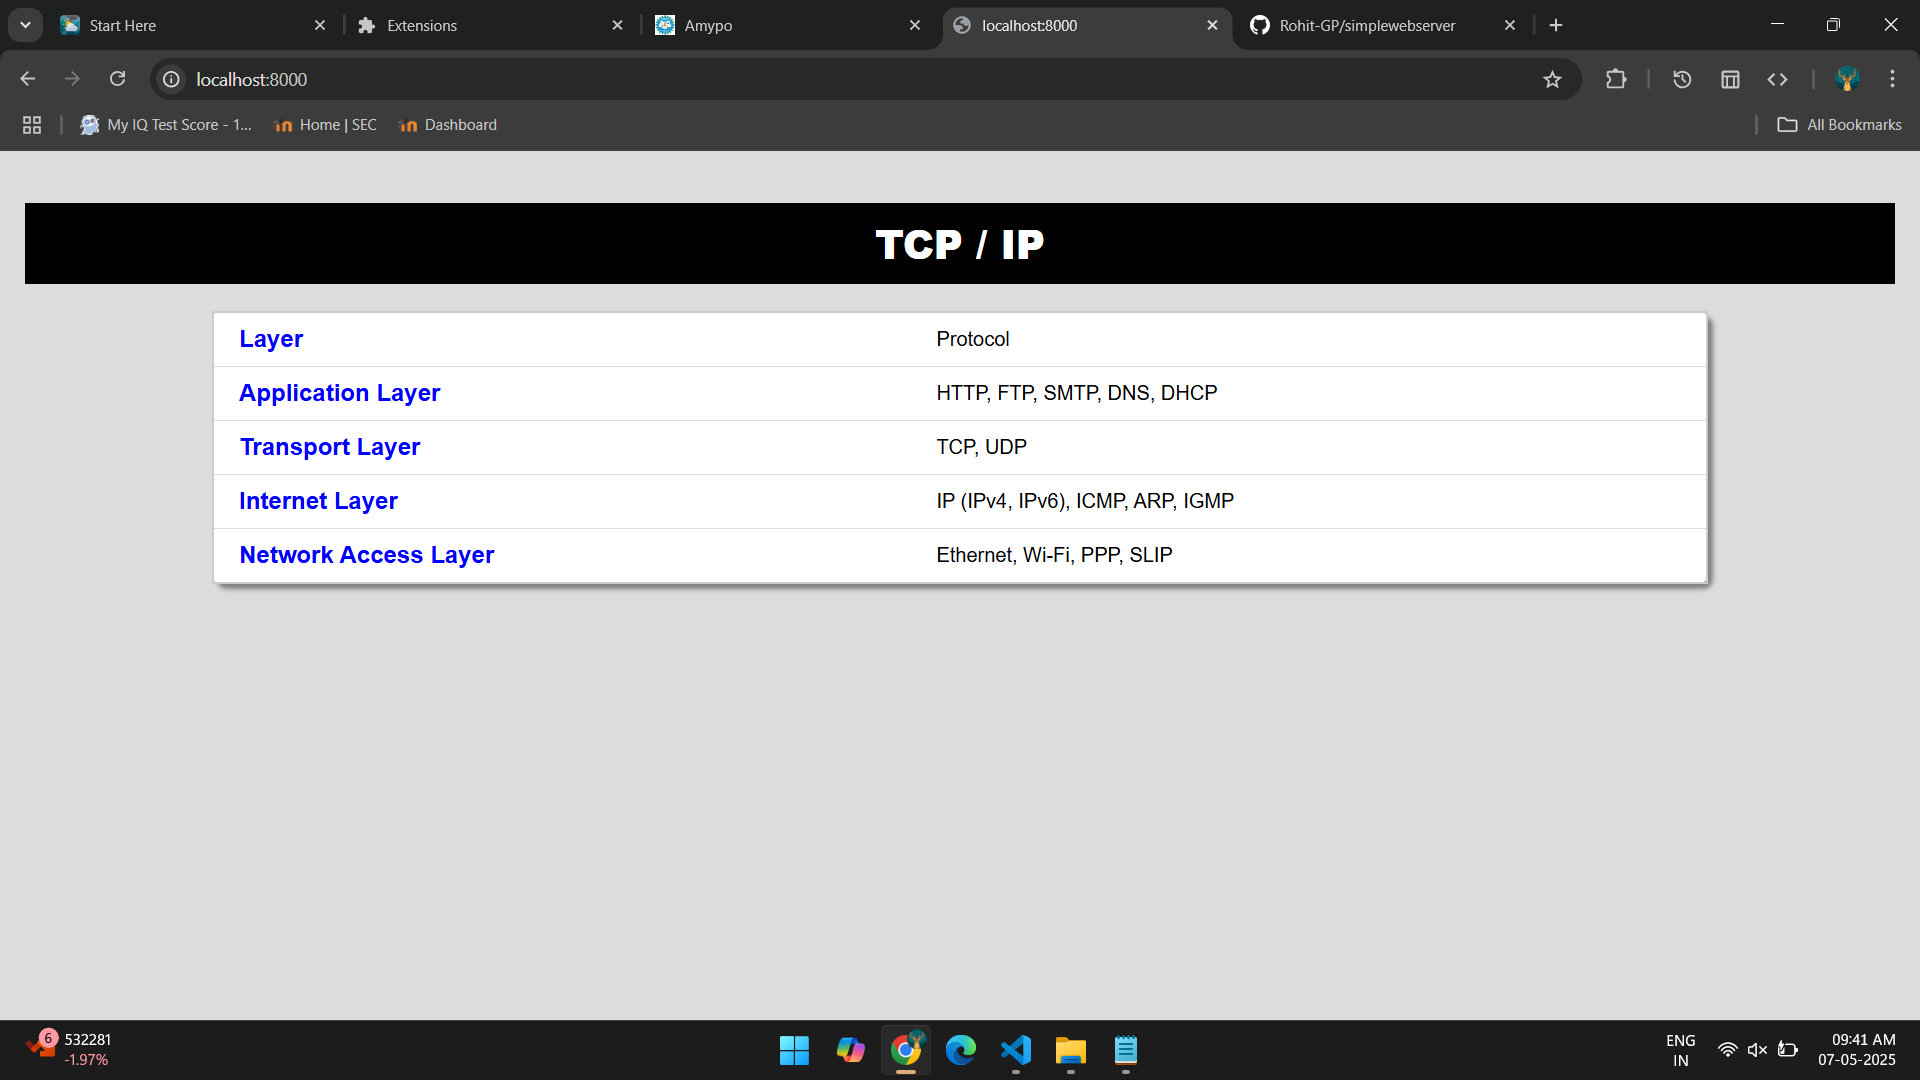 Start Here
Extensions
Amypo
localhost:8000
Rohit-GP/simplewebserver
localhost:8000
My IQ Test Score - 1...
Home | SEC
Dashboard
All Bookmarks
TCP / IP
Layer Protocol
Application Layer HTTP, FTP, SMTP, DNS, DHCP
Transport Layer TCP, UDP
Internet Layer IP (IPv4, IPv6), ICMP, ARP, IGMP
Network Access Layer Ethernet, Wi-Fi, PPP, SLIP
6
532281
-1.97%
ENG
IN
09:41 AM
07-05-2025